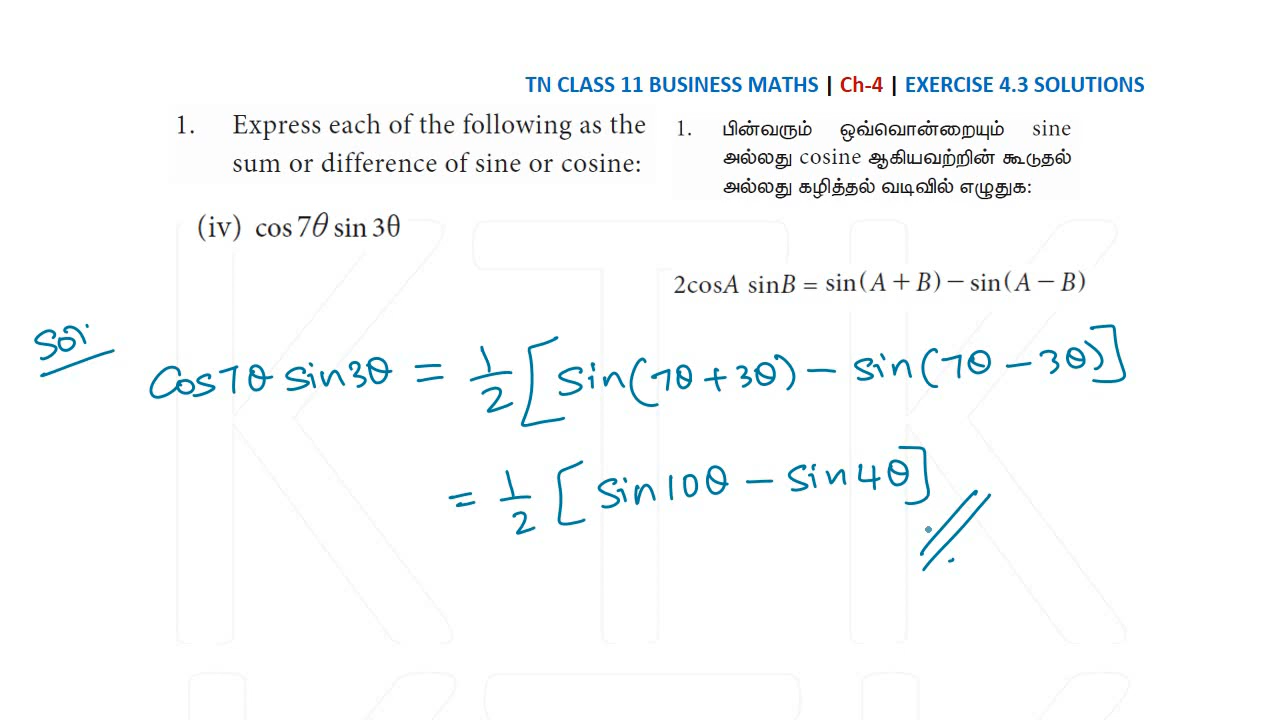 TN CLASS 11 BUSINESS MATHS | Ch-4 | EXERCISE 4.3 SOLUTIONS
1. Express each of the following as the
sum or difference of sine or cosine:
1. பின்வரும் ஒவ்வொன்றையும் sine
அல்லது cosine ஆகியவற்றின் கூடுதல்
அல்லது கழித்தல் வடிவில் எழுதுக:
(iv) cos 7θ sin 3θ
2cosA sinB = sin(A + B) − sin(A − B)
Sol:
Cos7θ sin3θ = 1/2 [sin(7θ + 3θ) − sin(7θ − 3θ)]
= 1/2 [sin10θ − sin4θ]
KTK
KTK